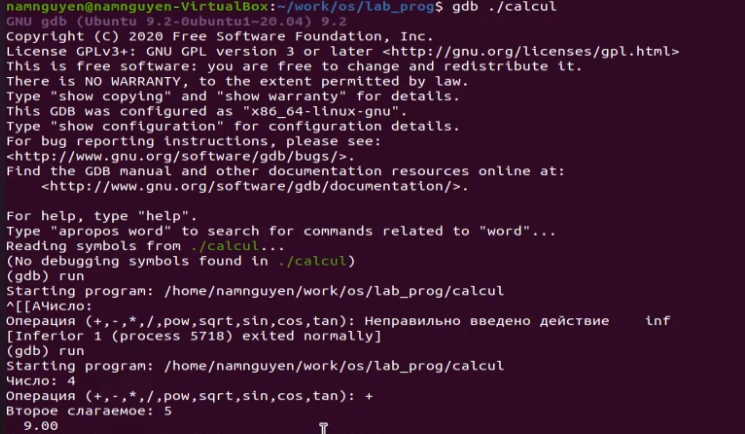 namnguyen@namnguyen-VirtualBox:~/work/os/lab_prog$ gdb ./calcul
GNU gdb (Ubuntu 9.2-0ubuntu1~20.04) 9.2
Copyright (C) 2020 Free Software Foundation, Inc.
License GPLv3+: GNU GPL version 3 or later <http://gnu.org/licenses/gpl.html>
This is free software: you are free to change and redistribute it.
There is NO WARRANTY, to the extent permitted by law.
Type "show copying" and "show warranty" for details.
This GDB was configured as "x86_64-linux-gnu".
Type "show configuration" for configuration details.
For bug reporting instructions, please see:
<http://www.gnu.org/software/gdb/bugs/>.
Find the GDB manual and other documentation resources online at:
    <http://www.gnu.org/software/gdb/documentation/>.
For help, type "help".
Type "apropos word" to search for commands related to "word"...
Reading symbols from ./calcul...
(No debugging symbols found in ./calcul)
(gdb) run
Starting program: /home/namnguyen/work/os/lab_prog/calcul
^[[AЧисло:
Операция (+,-,*,/,pow,sqrt,sin,cos,tan): Неправильно введено действие    inf
[Inferior 1 (process 5718) exited normally]
(gdb) run
Starting program: /home/namnguyen/work/os/lab_prog/calcul
Число: 4
Операция (+,-,*,/,pow,sqrt,sin,cos,tan): +
Второе слагаемое: 5
  9.00